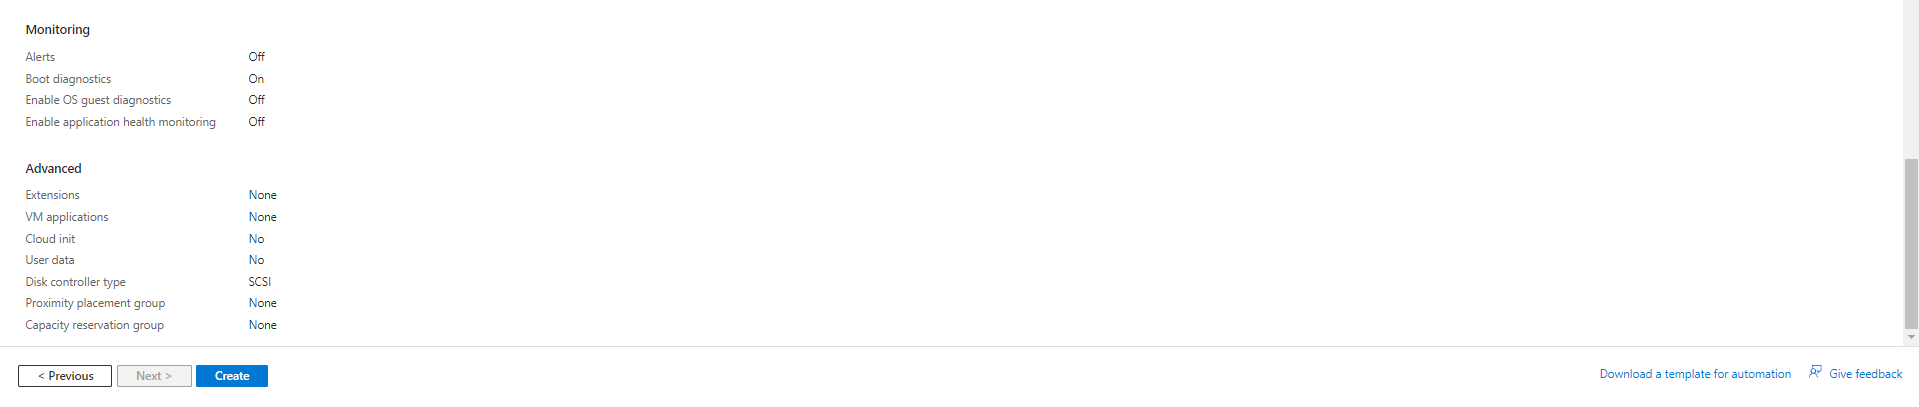 Monitoring
Alerts Off
Boot diagnostics On
Enable OS guest diagnostics Off
Enable application health monitoring Off
Advanced
Extensions None
VM applications None
Cloud init No
User data No
Disk controller type SCSI
Proximity placement group None
Capacity reservation group None
< Previous Next > Create Download a template for automation Give feedback